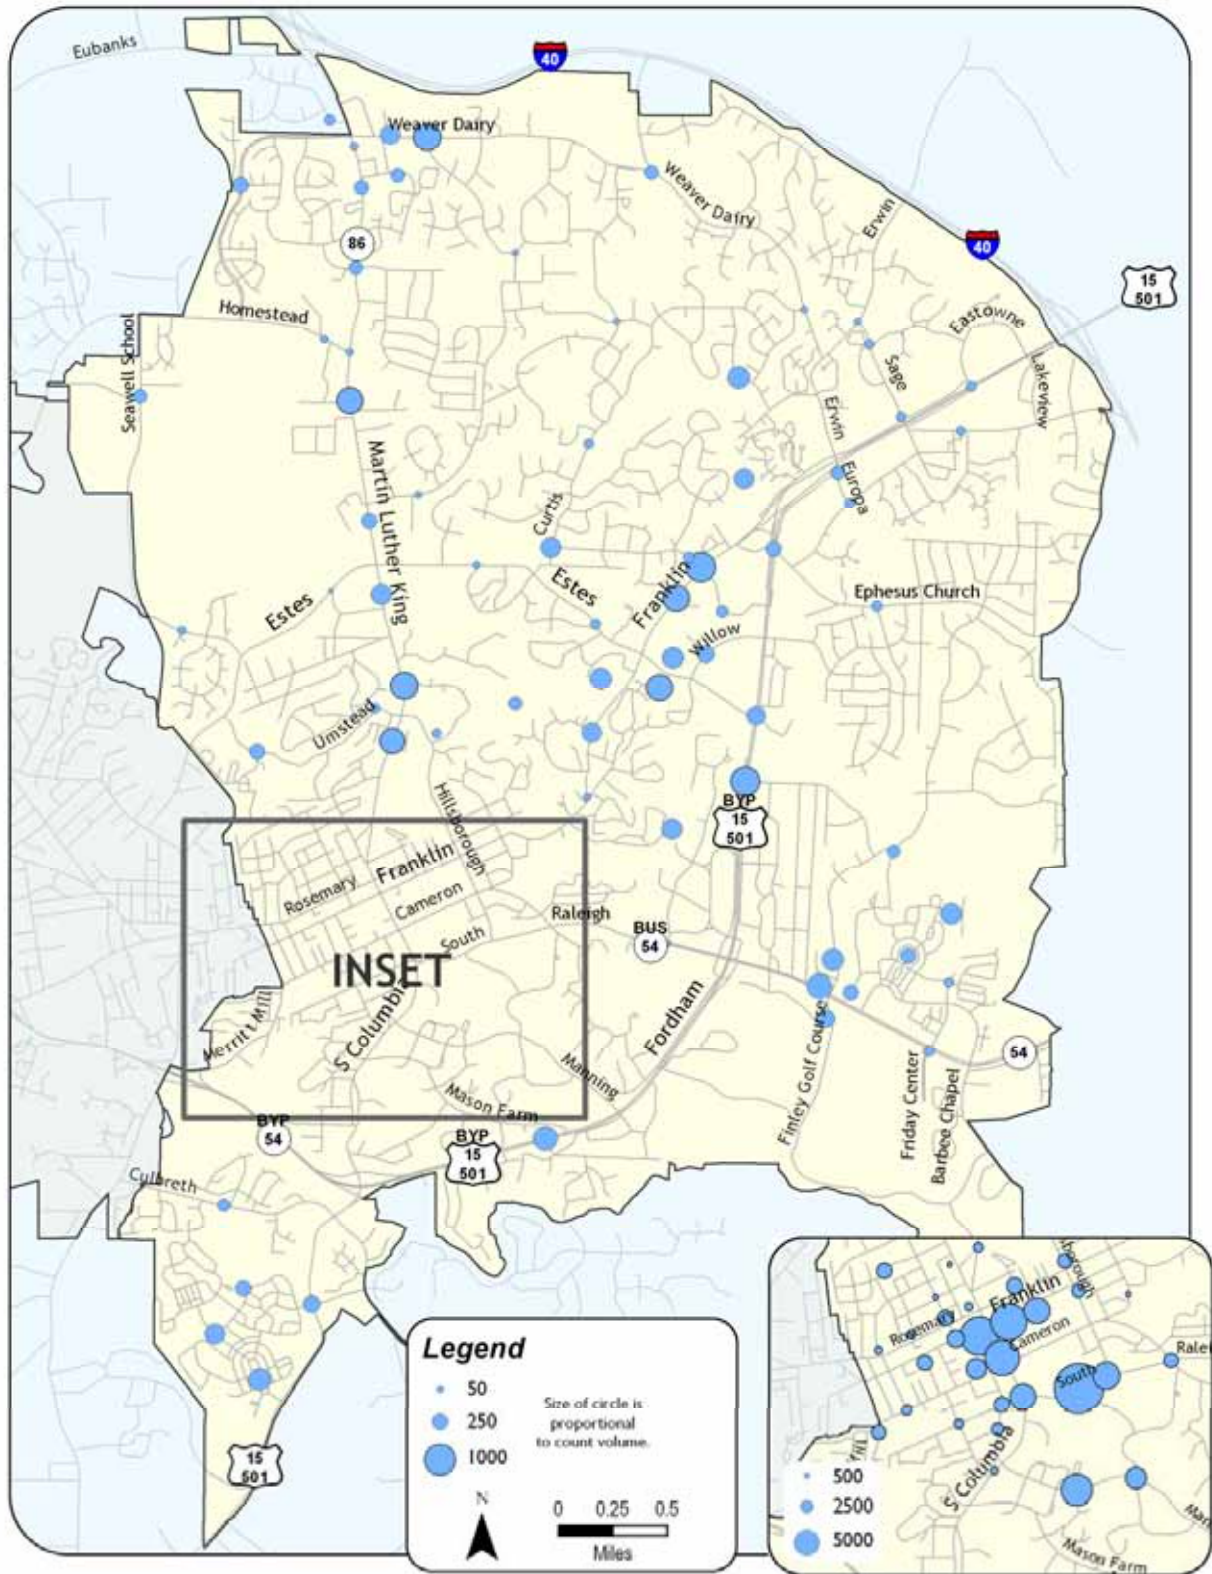 Eubanks
40
Weaver Dairy
Weaver Dairy
Erwin
86
40
15
501
Homestead
Eastowne
Seawell School
Sage
Lakeview
Erwin
Martin Luther King
Europa
Curtis
Estes
Estes
Franklin
Ephesus Church
Willow
Umstead
BYP
15
501
Hillsborough
Franklin
Rosemary
Cameron
Raleigh
BUS
54
South
INSET
S Columbia
Merritt Mill
Fordham
Manning
Finley Golf Course
54
Friday Center
Barbee Chapel
Mason Farm
BYP
54
BYP
15
501
Culbreth
15
501
Legend
50
250
1000
Size of circle is
proportional
to count volume.
N
0 0.25 0.5
Miles
sborough
Franklin
Rosemary
Cameron
Ralei
South
S Columbia
500
2500
5000
Mason Farm